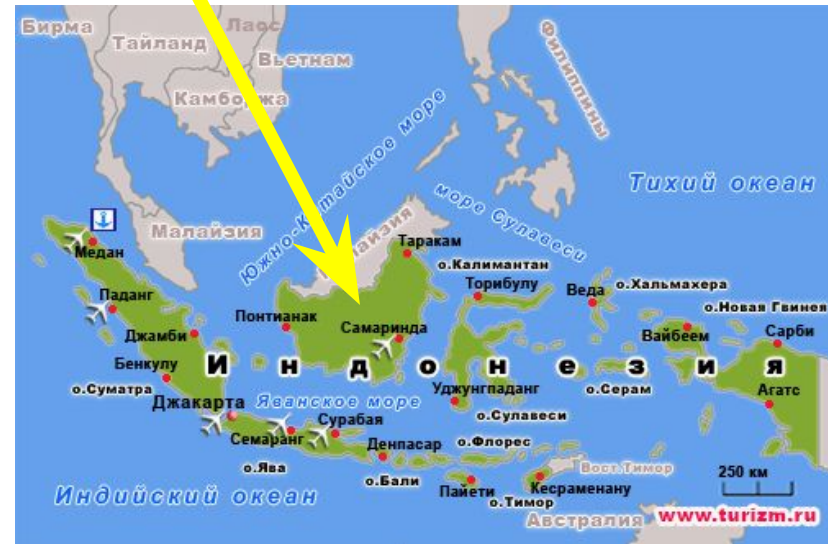 Бирма
Лаос
Тайланд
Вьетнам
Камбоджа
Филиппины
Южно-Китайское море
Тихий океан
море Сулавеси
Малайзия
Малайзия
Медан
Таракам
о.Калимантан
Паданг
Торибулу
Веда
о.Хальмахера
о.Новая Гвинея
Понтианак
Самаринда
Джамби
Вайбеем
Сарби
Индонезия
Бенкулу
о.Суматра
Уджунгпаданг
о.Серам
Агатс
Джакарта
Яванское море
о.Сулавеси
Сурабая
Семаранг
Денпасар
о.Флорес
о.Ява
о.Бали
Вост.Тимор
250 км
Индийский океан
Пайети
Кесраменану
о.Тимор
Австралия
www.turizm.ru